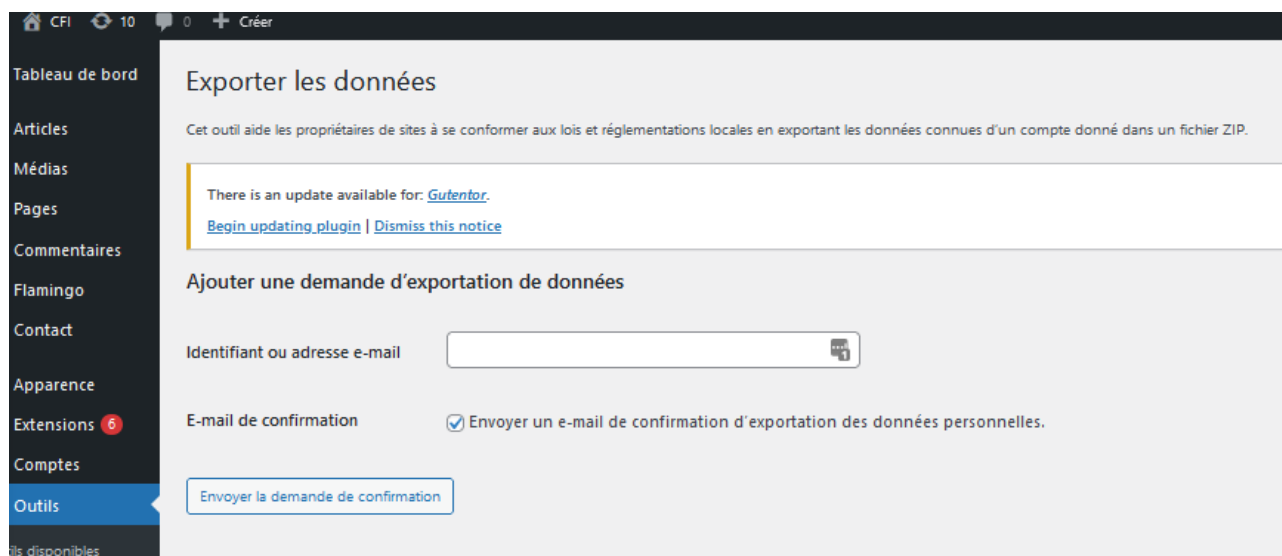 CFI 10 0 + Créer
Tableau de bord
Articles
Médias
Pages
Commentaires
Flamingo
Contact
Apparence
Extensions 6
Comptes
Outils
ils disponibles
Exporter les données
Cet outil aide les propriétaires de sites à se conformer aux lois et réglementations locales en exportant les données connues d’un compte donné dans un fichier ZIP.
There is an update available for: Gutentor.
Begin updating plugin | Dismiss this notice
Ajouter une demande d’exportation de données
Identifiant ou adresse e-mail
1
E-mail de confirmation
Envoyer un e-mail de confirmation d’exportation des données personnelles.
Envoyer la demande de confirmation